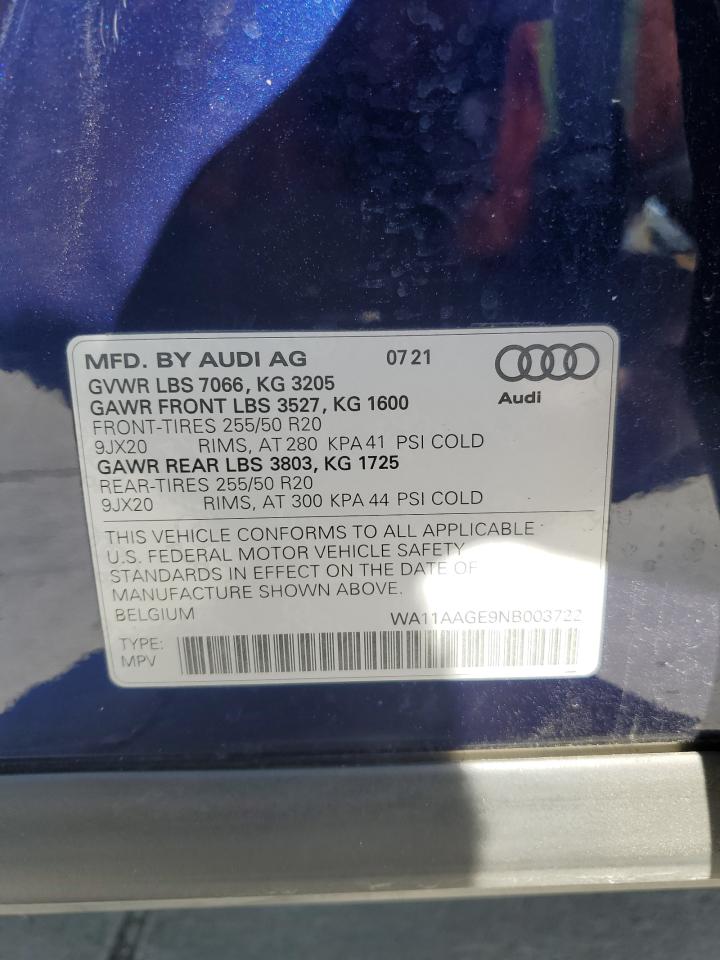 MFD. BY AUDI AG 07 21
Audi
GVWR LBS 7066, KG 3205
GAWR FRONT LBS 3527, KG 1600
FRONT-TIRES 255/50 R20
9JX20 RIMS, AT 280 KPA 41 PSI COLD
GAWR REAR LBS 3803, KG 1725
REAR-TIRES 255/50 R20
9JX20 RIMS, AT 300 KPA 44 PSI COLD
THIS VEHICLE CONFORMS TO ALL APPLICABLE
U.S. FEDERAL MOTOR VEHICLE SAFETY
STANDARDS IN EFFECT ON THE DATE OF
MANUFACTURE SHOWN ABOVE.
BELGIUM WA11AAGE9NB003722
TYPE:
MPV